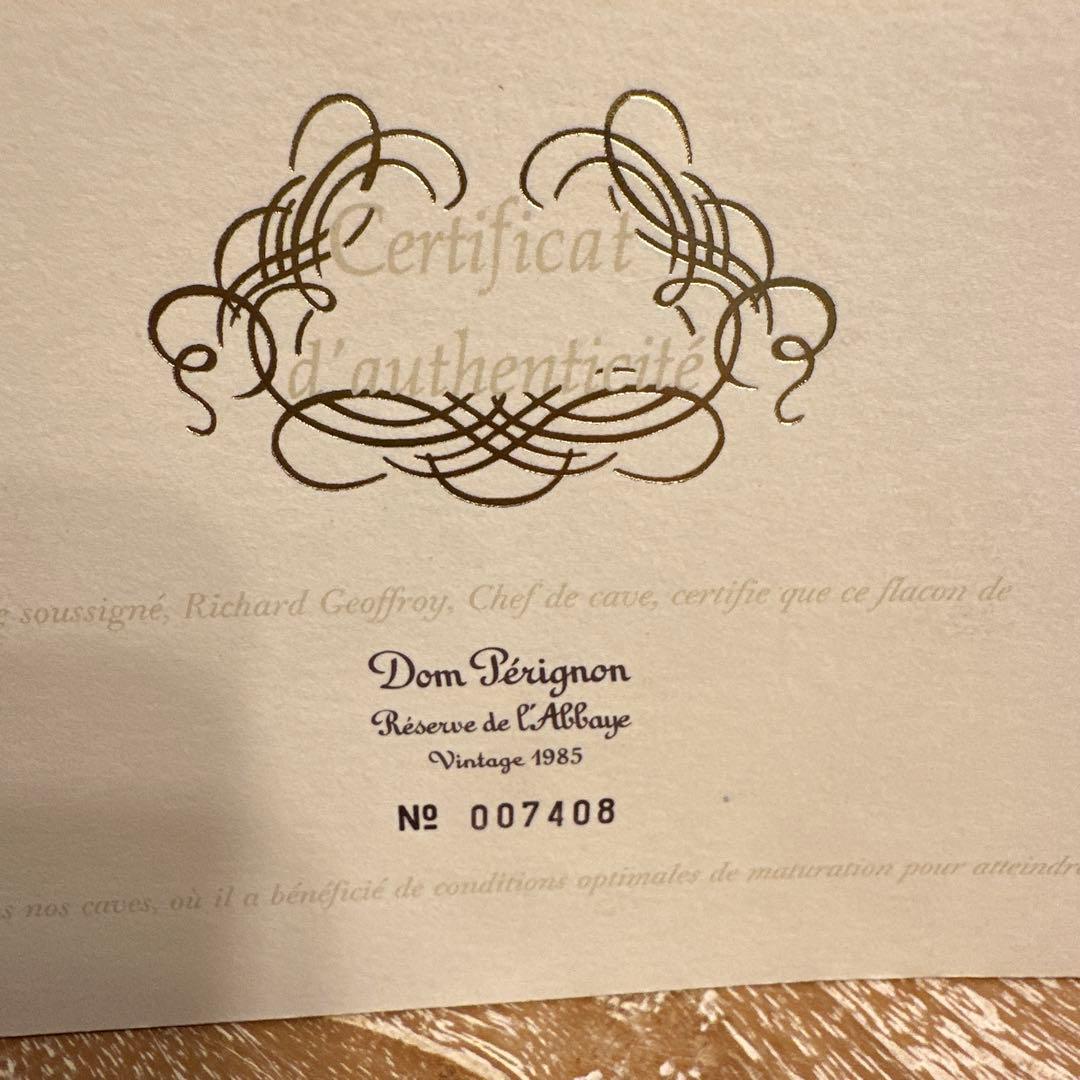 Certificat
d'authenticité
soussigné, Richard Geoffroy, Chef de cave, certifie que ce flacon de
Dom Pérignon
Réserve de l'Abbaye
Vintage 1985
Nº 007408
nos caves, où il a bénéficié de conditions optimales de maturation pour atteindre